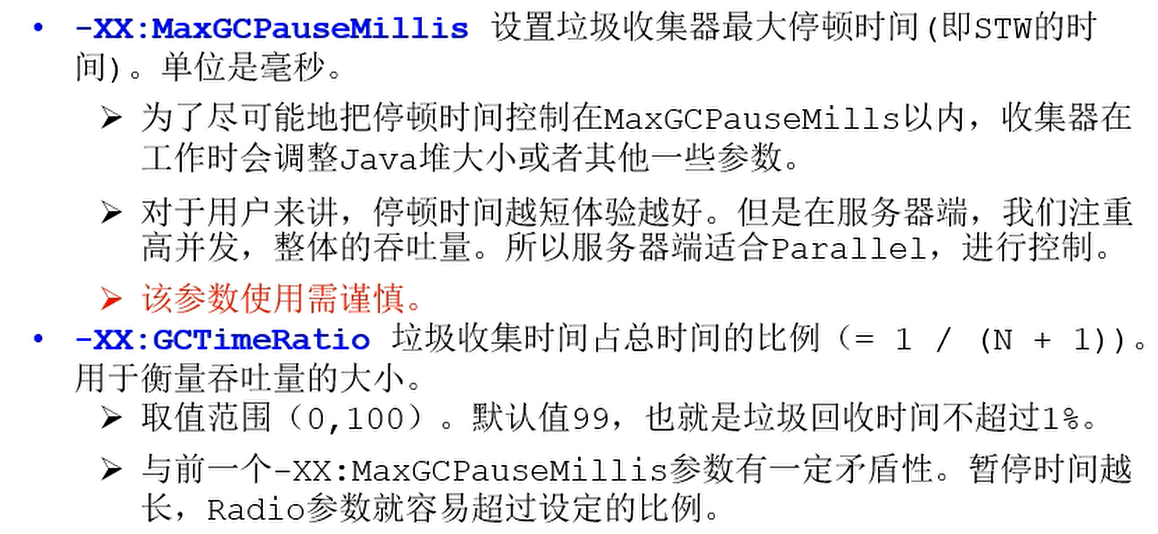 • -XX:MaxGCPauseMillis 设置垃圾收集器最大停顿时间(即STW的时
间)。单位是毫秒。
➢ 为了尽可能地把停顿时间控制在MaxGCPauseMills以内，收集器在
工作时会调整Java堆大小或者其他一些参数。
➢ 对于用户来讲，停顿时间越短体验越好。但是在服务器端，我们注重
高并发，整体的吞吐量。所以服务器端适合Parallel，进行控制。
➢ 该参数使用需谨慎。
• -XX:GCTimeRatio 垃圾收集时间占总时间的比例（= 1 / (N + 1)）。
用于衡量吞吐量的大小。
➢ 取值范围（0,100）。默认值99，也就是垃圾回收时间不超过1%。
➢ 与前一个-XX:MaxGCPauseMillis参数有一定矛盾性。暂停时间越
长，Radio参数就容易超过设定的比例。